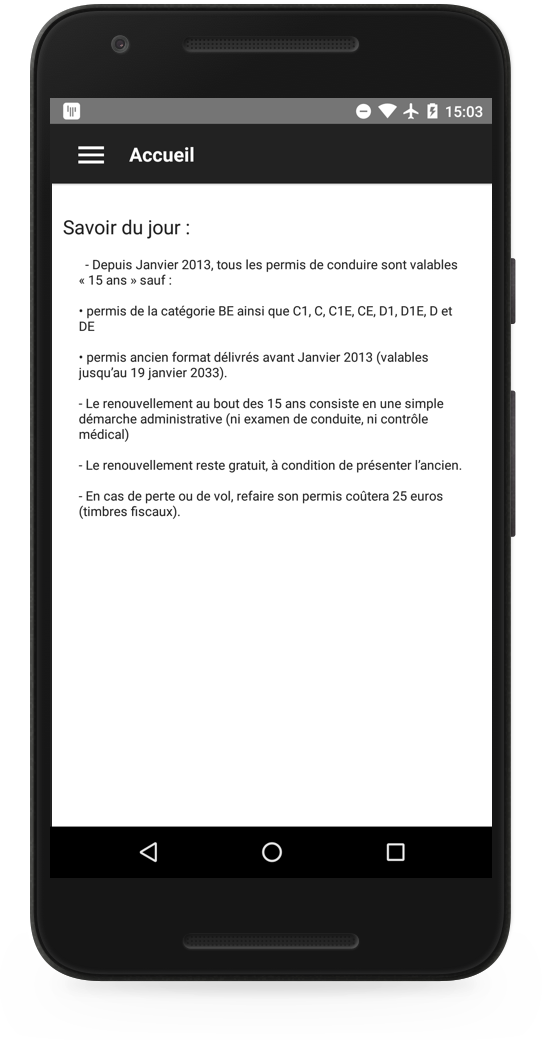 15:03
Accueil
Savoir du jour :
- Depuis Janvier 2013, tous les permis de conduire sont valables
« 15 ans » sauf :
• permis de la catégorie BE ainsi que C1, C, C1E, CE, D1, D1E, D et
DE
• permis ancien format délivrés avant Janvier 2013 (valables
jusqu’au 19 janvier 2033).
- Le renouvellement au bout des 15 ans consiste en une simple
démarche administrative (ni examen de conduite, ni contrôle
médical)
- Le renouvellement reste gratuit, à condition de présenter l’ancien.
- En cas de perte ou de vol, refaire son permis coûtera 25 euros
(timbres fiscaux).